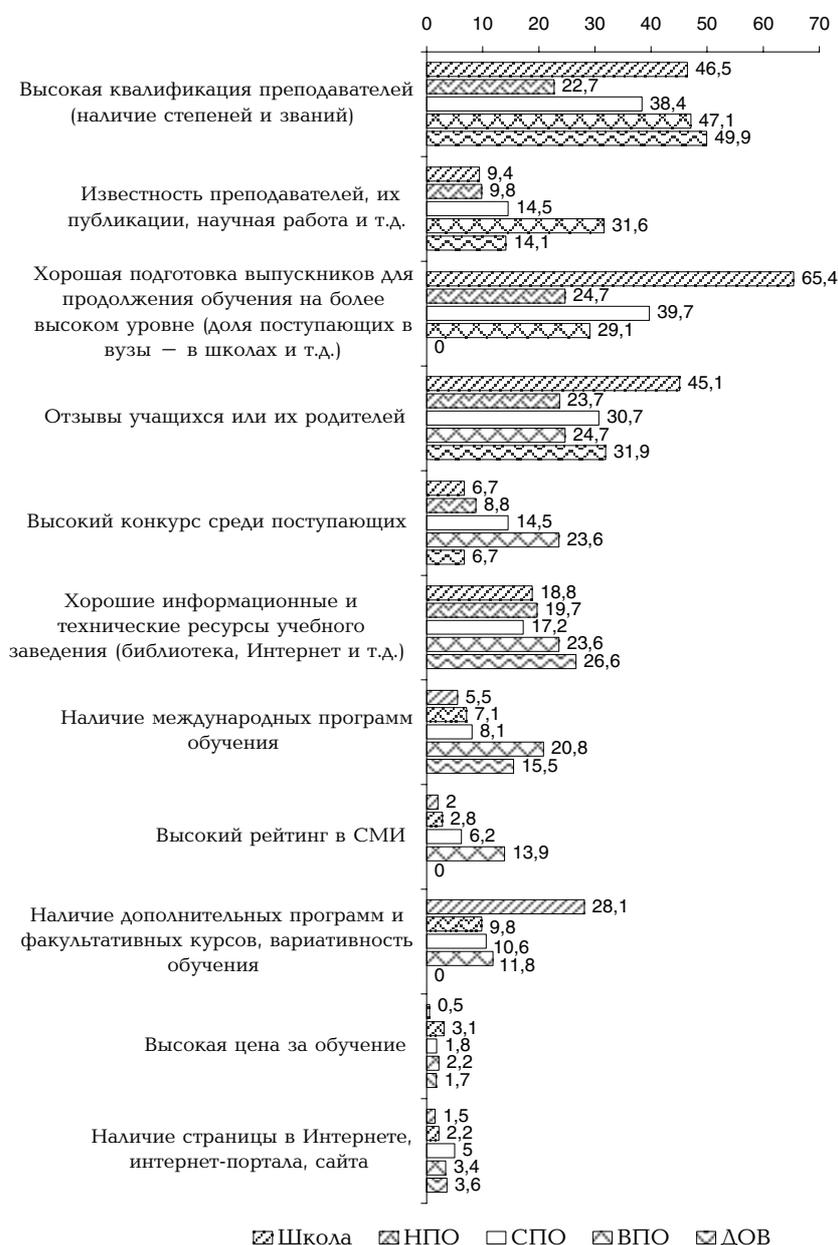 0 10 20 30 40 50 60 70
Высокая квалификация преподавателей
(наличие степеней и званий)
46,5
22,7
38,4
47,1
49,9
Известность преподавателей, их
публикации, научная работа и т.д.
9,4
9,8
14,5
31,6
14,1
Хорошая подготовка выпускников для
продолжения обучения на более
высоком уровне (доля поступающих в
вузы — в школах и т.д.)
65,4
24,7
39,7
29,1
0
Отзывы учащихся или их родителей
45,1
23,7
30,7
24,7
31,9
Высокий конкурс среди поступающих
6,7
8,8
14,5
23,6
6,7
Хорошие информационные и
технические ресурсы учебного
заведения (библиотека, Интернет и т.д.)
18,8
19,7
17,2
23,6
26,6
Наличие международных программ
обучения
5,5
7,1
8,1
20,8
15,5
Высокий рейтинг в СМИ
2
2,8
6,2
13,9
0
Наличие дополнительных программ и
факультативных курсов, вариативность
обучения
28,1
9,8
10,6
11,8
0
Высокая цена за обучение
0,5
3,1
1,8
2,2
1,7
Наличие страницы в Интернете,
интернет-портала, сайта
1,5
2,2
5
3,4
3,6
Школа НПО СПО ВПО ДОВ